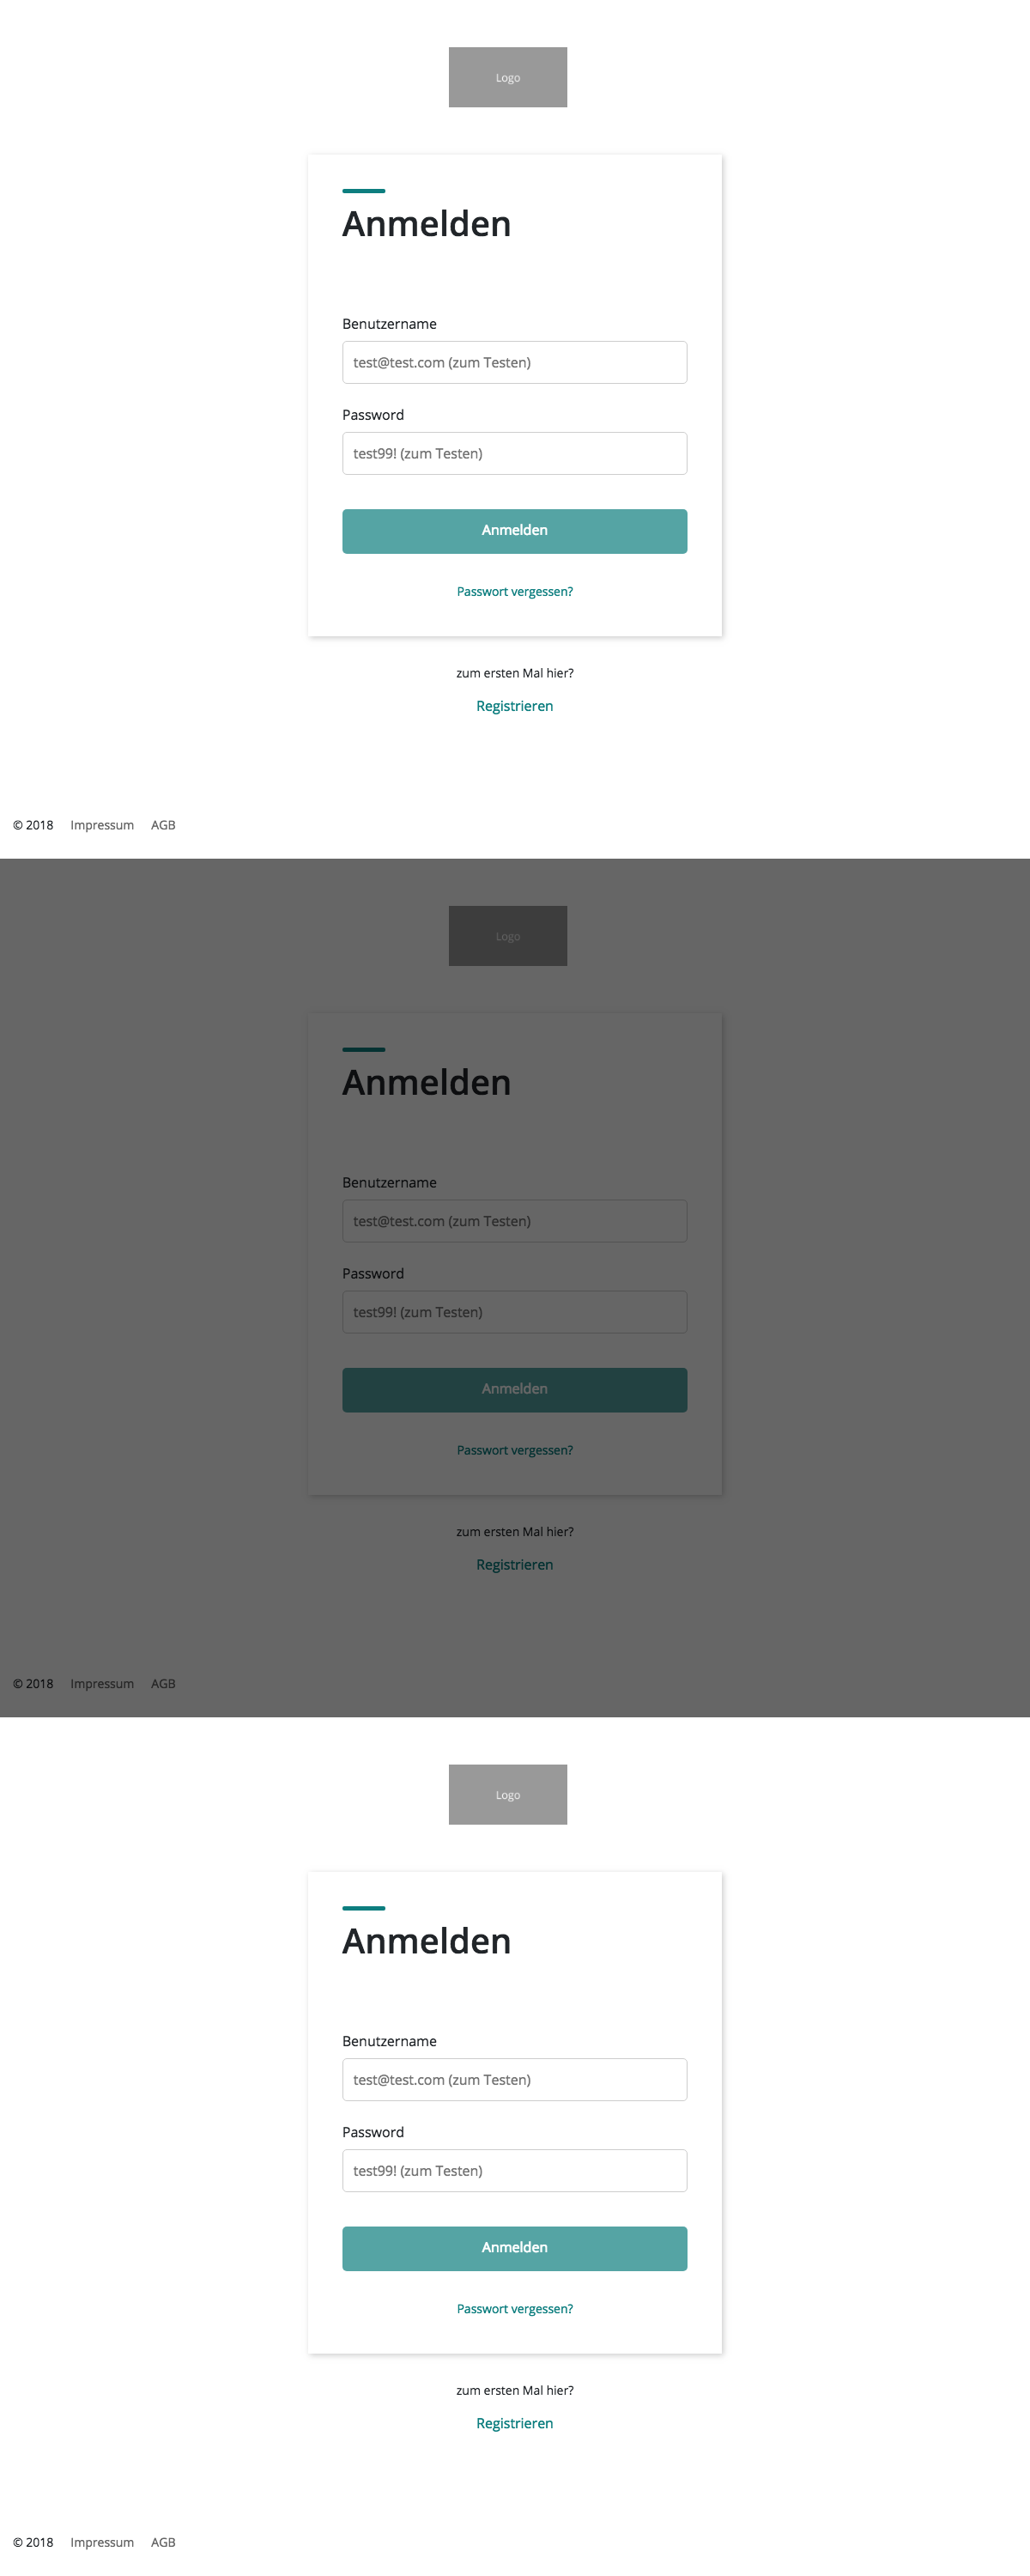 Logo
Anmelden
Benutzername
test@test.com (zum Testen)
Password
test99! (zum Testen)
Anmelden
Passwort vergessen?
zum ersten Mal hier?
Registrieren
© 2018 Impressum AGB
Logo
Anmelden
Benutzername
test@test.com (zum Testen)
Password
test99! (zum Testen)
Anmelden
Passwort vergessen?
zum ersten Mal hier?
Registrieren
© 2018 Impressum AGB
Logo
Anmelden
Benutzername
test@test.com (zum Testen)
Password
test99! (zum Testen)
Anmelden
Passwort vergessen?
zum ersten Mal hier?
Registrieren
© 2018 Impressum AGB